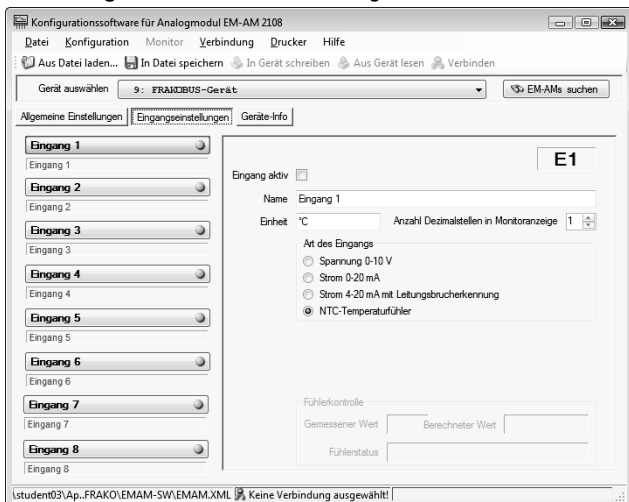 Konfigurationssoftware für Analogmodul EM-AM 2108
Datei Konfiguration Monitor Verbindung Drucker Hilfe
Aus Datei laden... In Datei speichern In Gerät schreiben Aus Gerät lesen Verbinden
Gerät auswählen 9: FRAKOBUS-Gerät EM-AMs suchen
Allgemeine Einstellungen Eingangseinstellungen Geräte-Info
Eingang 1
Eingang 1
Eingang 2
Eingang 2
Eingang 3
Eingang 3
Eingang 4
Eingang 4
Eingang 5
Eingang 5
Eingang 6
Eingang 6
Eingang 7
Eingang 7
Eingang 8
Eingang 8
E1
Eingang aktiv
Name Eingang 1
Einheit °C Anzahl Dezimalstellen in Monitoranzeige 1
Art des Eingangs
Spannung 0-10 V
Strom 0-20 mA
Strom 4-20 mA mit Leitungsbrucherkennung
NTC-Temperaturfühler
Fühlerkontrolle
Gemessener Wert Berechneter Wert
Fühlerstatus
\student03\Ap..FRAKO\EMAM-SW\EMAM.XML Keine Verbindung ausgewählt!